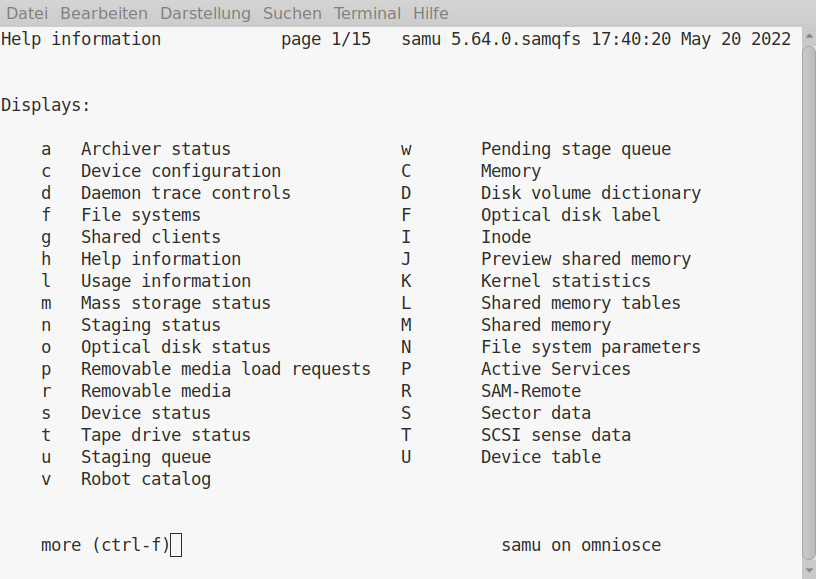 Datei Bearbeiten Darstellung Suchen Terminal Hilfe
Help information            page 1/15   samu 5.64.0.samqfs 17:40:20 May 20 2022
Displays:
    a   Archiver status                 w       Pending stage queue
    c   Device configuration            C       Memory
    d   Daemon trace controls           D       Disk volume dictionary
    f   File systems                    F       Optical disk label
    g   Shared clients                  I       Inode
    h   Help information                J       Preview shared memory
    l   Usage information               K       Kernel statistics
    m   Mass storage status             L       Shared memory tables
    n   Staging status                  M       Shared memory
    o   Optical disk status             N       File system parameters
    p   Removable media load requests   P       Active Services
    r   Removable media                 R       SAM-Remote
    s   Device status                   S       Sector data
    t   Tape drive status               T       SCSI sense data
    u   Staging queue                   U       Device table
    v   Robot catalog
    more (ctrl-f)                                 samu on omniosce